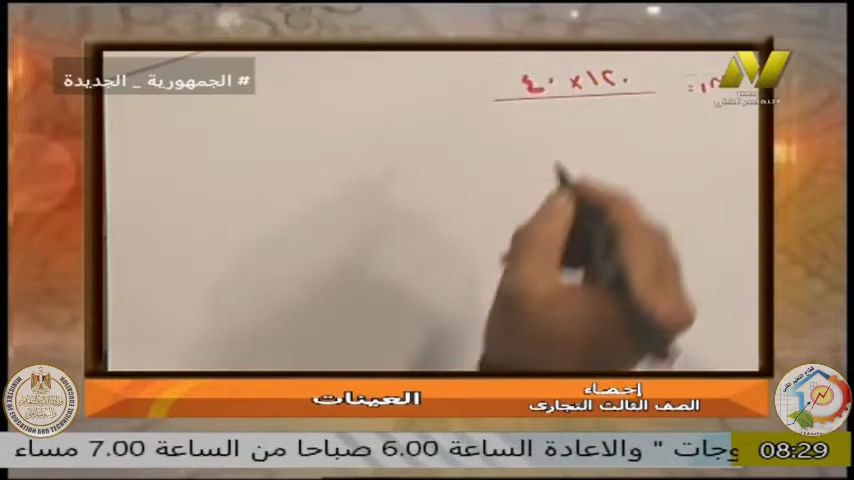 # الجمهورية _ الجديدة
٤٠ × ١٢٠
إحصاء
الصف الثالث التجارى
العينات
وجات " والاعادة الساعة 6.00 صباحا من الساعة 7.00 مساء
08:29